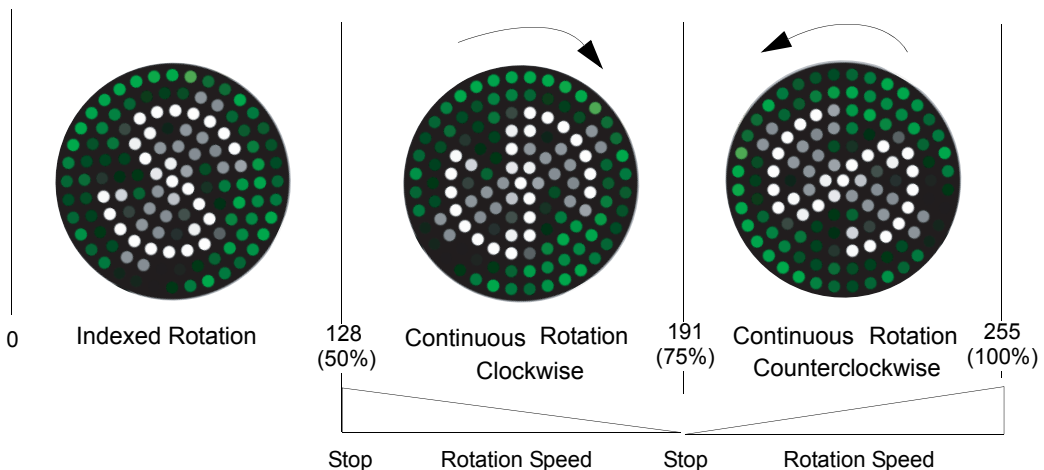 0
Indexed Rotation
128
(50%)
Continuous Rotation
Clockwise
191
(75%)
Continuous Rotation
Counterclockwise
255
(100%)
Stop
Rotation Speed
Stop
Rotation Speed